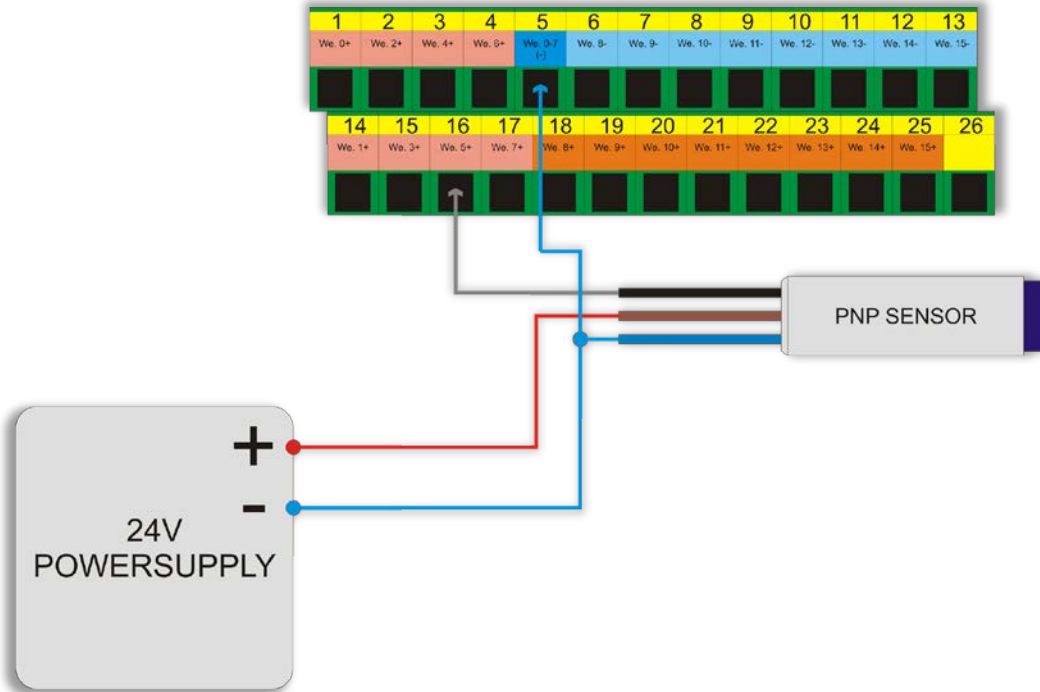 1 2 3 4 5 6 7 8 9 10 11 12 13
We. 0+ We. 2+ We. 4+ We. 6+ We. 0-7 We. 8- We. 9- We. 10- We. 11- We. 12- We. 13- We. 14- We. 15-
(-)
14 15 16 17 18 19 20 21 22 23 24 25 26
We. 1+ We. 3+ We. 5+ We. 7+ We. 8+ We. 9+ We. 10+ We. 11+ We. 12+ We. 13+ We. 14+ We. 15+
PNP SENSOR
+
-
24V
POWERSUPPLY